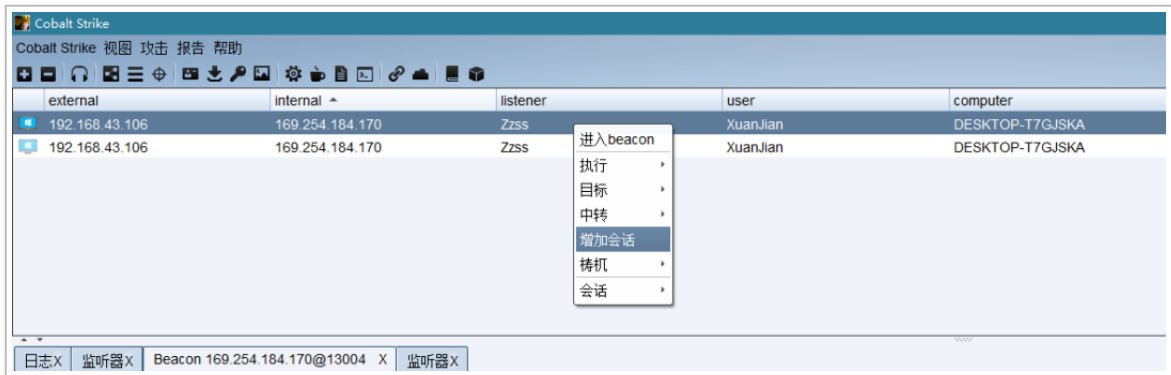 Cobalt Strike
Cobalt Strike 视图 攻击 报告 帮助
external internal listener user computer
192.168.43.106 169.254.184.170 Zzss XuanJian DESKTOP-T7GJSKA
192.168.43.106 169.254.184.170 Zzss XuanJian DESKTOP-T7GJSKA
进入beacon
执行
目标
中转
增加会话
梼杌
会话
日志X 监听器X Beacon 169.254.184.170@13004 X 监听器X